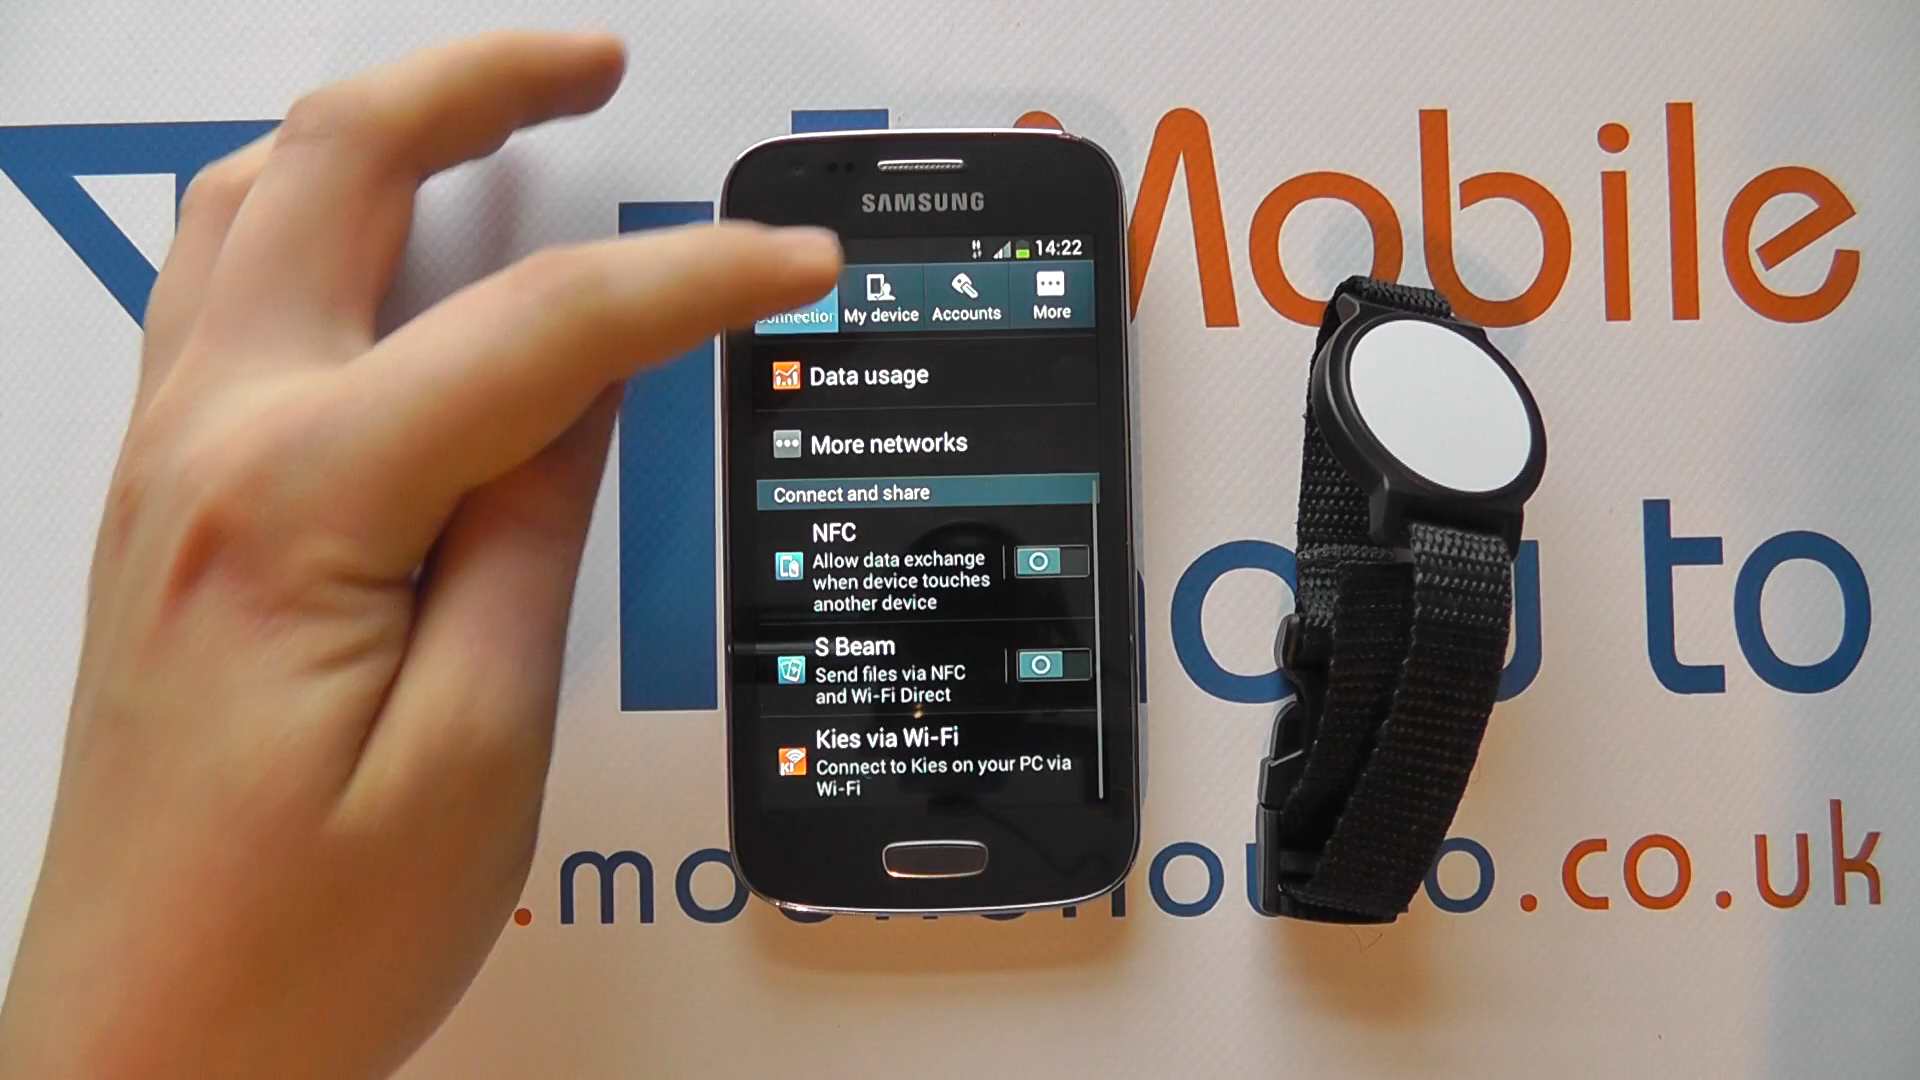 Mobile
SAMSUNG
14:22
Connection
My device
Accounts
More
Data usage
More networks
Connect and share
NFC
Allow data exchange
when device touches
another device
S Beam
Send files via NFC
and Wi-Fi Direct
Kies via Wi-Fi
Connect to Kies on your PC via
Wi-Fi
to
.co.uk